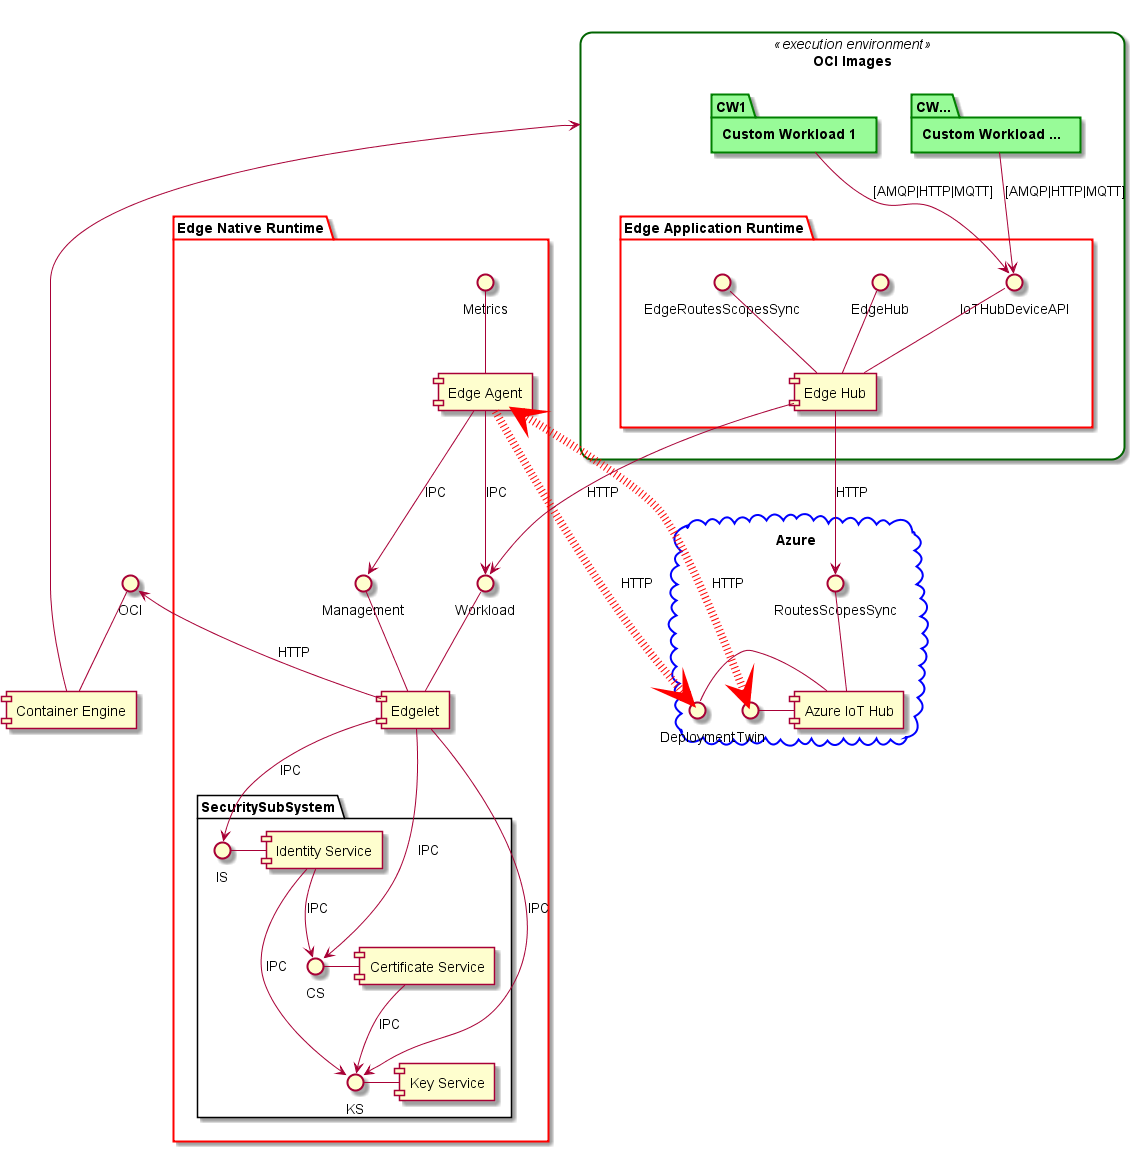 «execution environment»
OCI Images
CW1
CW...
Custom Workload 1
Custom Workload ...
[AMQP|HTTP|MQTT]
[AMQP|HTTP|MQTT]
Edge Native Runtime
Edge Application Runtime
Metrics
EdgeRoutesScopesSync
EdgeHub
IoTHubDeviceAPI
Edge Agent
Edge Hub
IPC
IPC
HTTP
HTTP
Azure
HTTP
HTTP
OCI
Management
Workload
RoutesScopesSync
HTTP
Container Engine
Edgelet
Azure IoT Hub
Deployment
Twin
IPC
SecuritySubSystem
Identity Service
IPC
IS
IPC
IPC
IPC
Certificate Service
CS
IPC
Key Service
KS